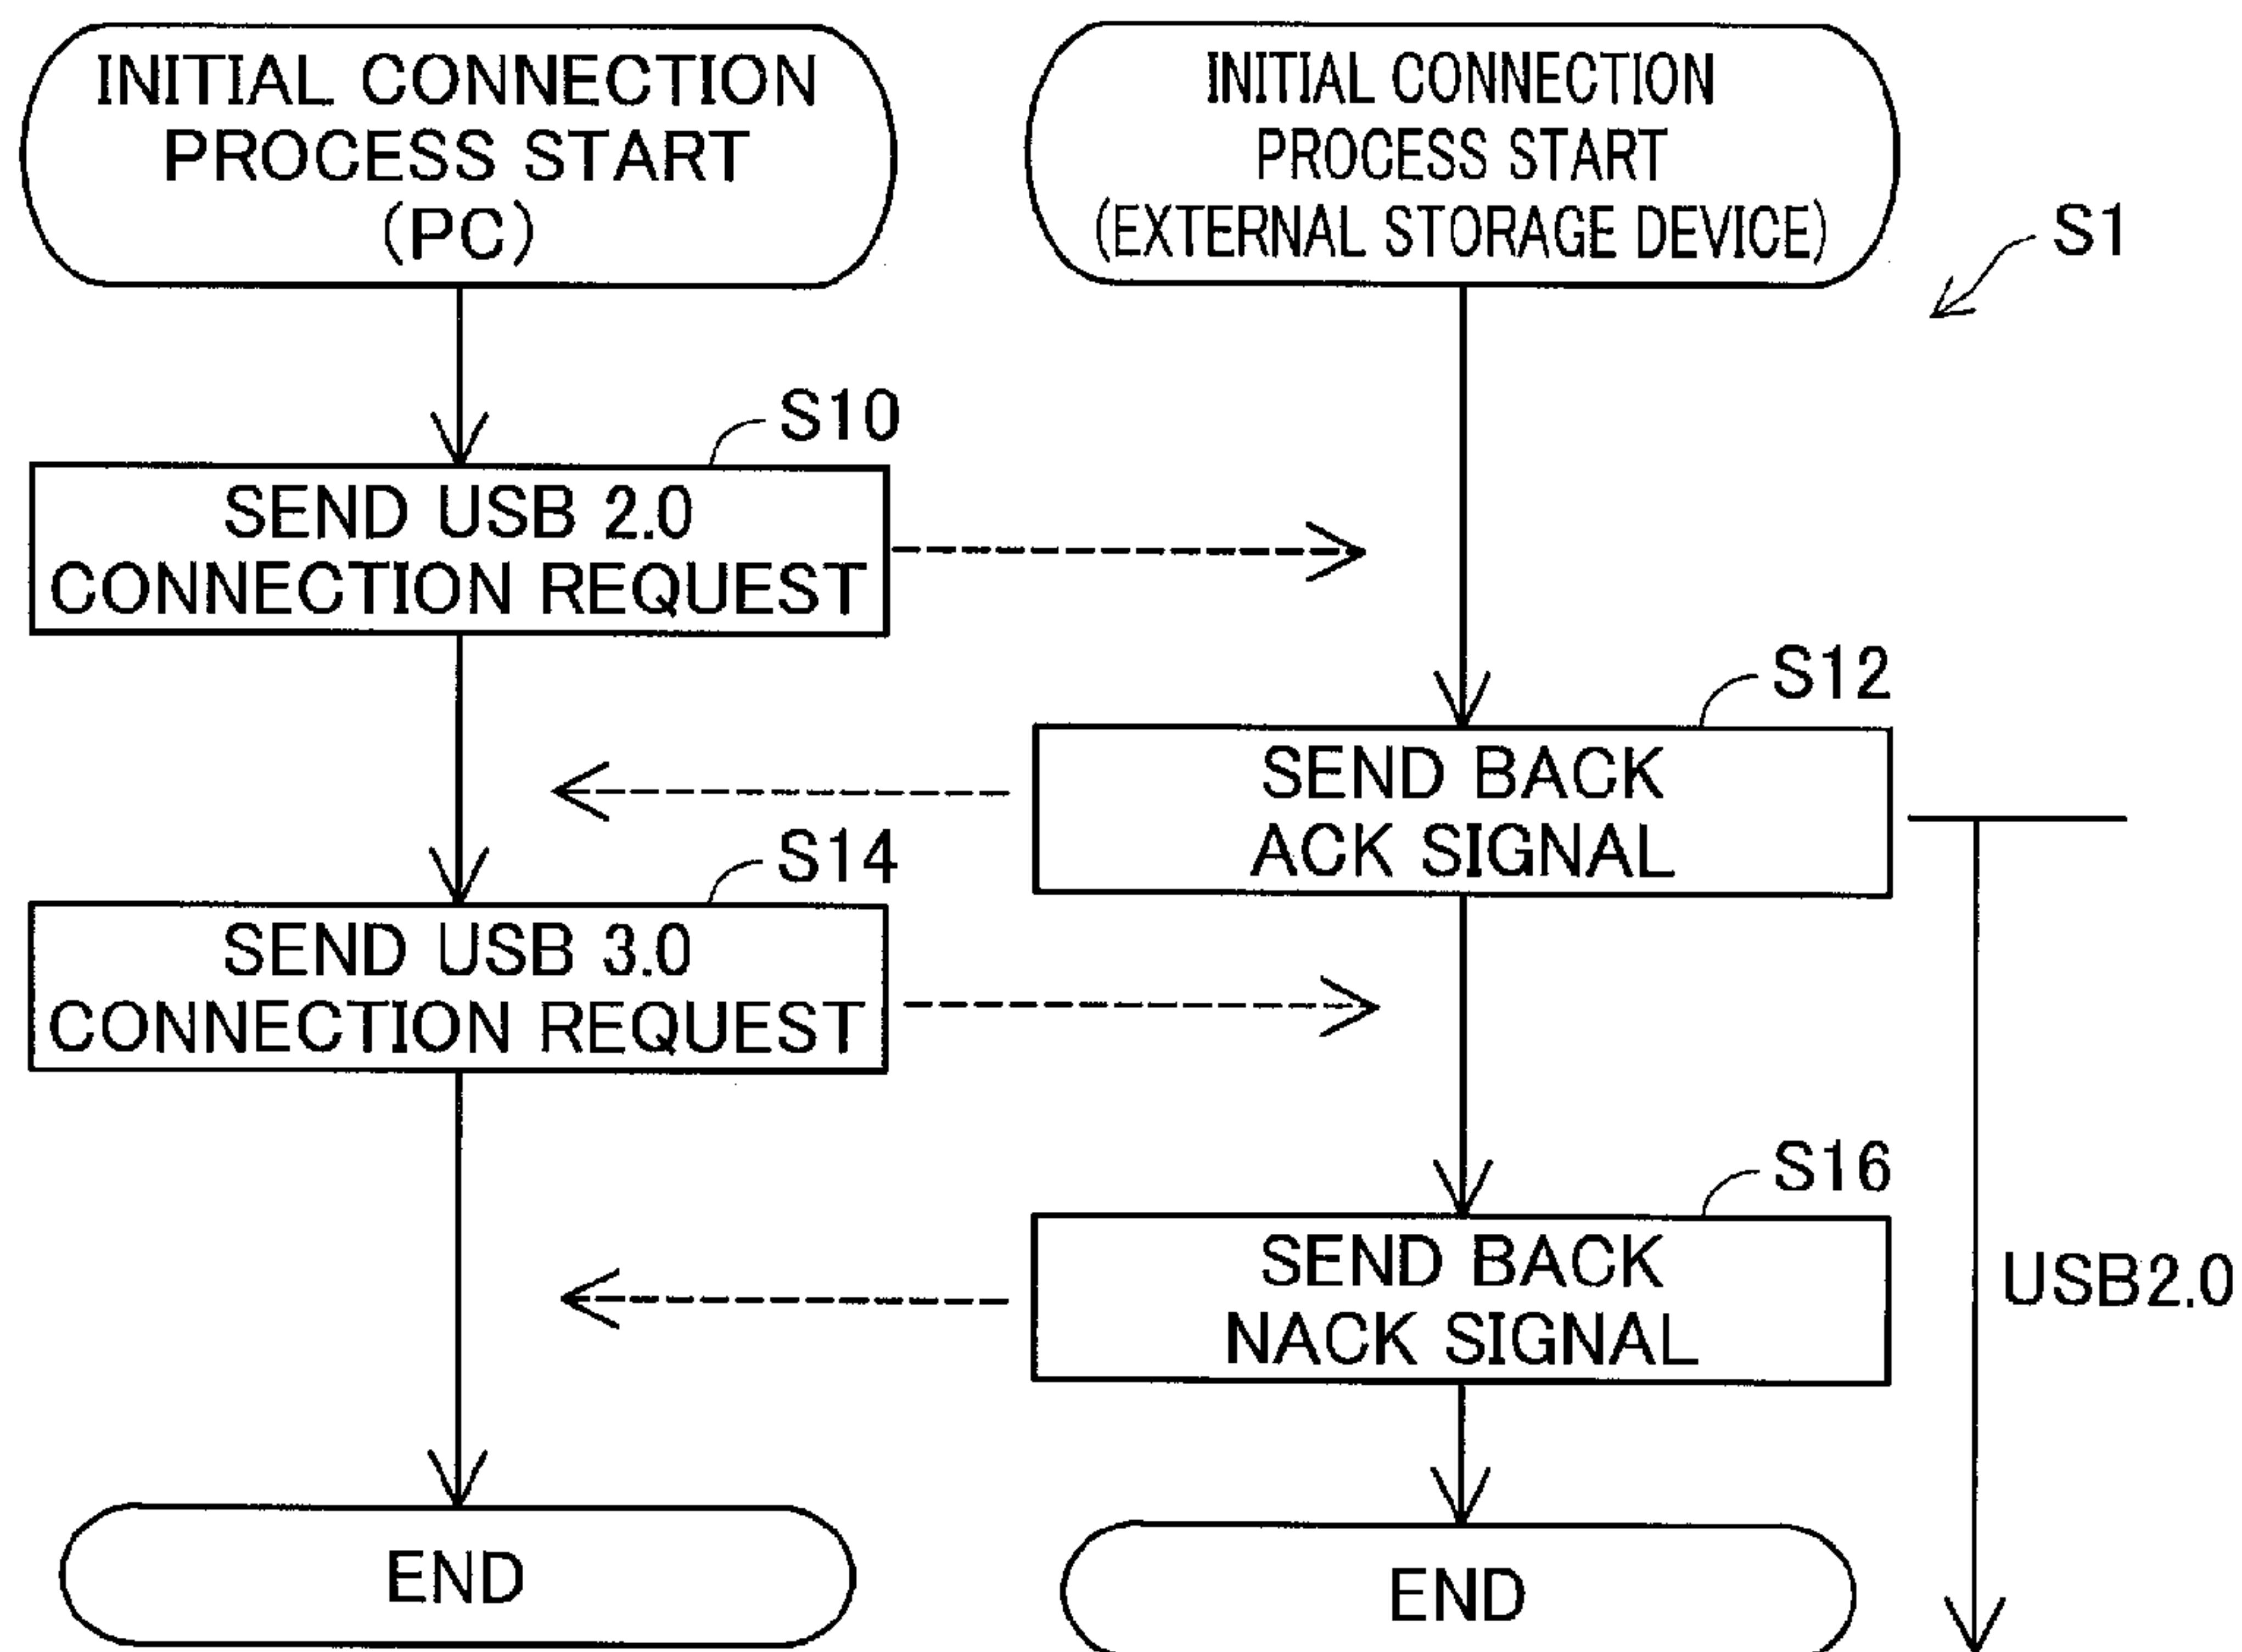 INITIAL CONNECTION
PROCESS START
(PC)
INITIAL CONNECTION
PROCESS START
(EXTERNAL STORAGE DEVICE)
S1
S10
SEND USB 2.0
CONNECTION REQUEST
S12
SEND BACK
ACK SIGNAL
S14
SEND USB 3.0
CONNECTION REQUEST
S16
SEND BACK
NACK SIGNAL
USB2.0
END
END